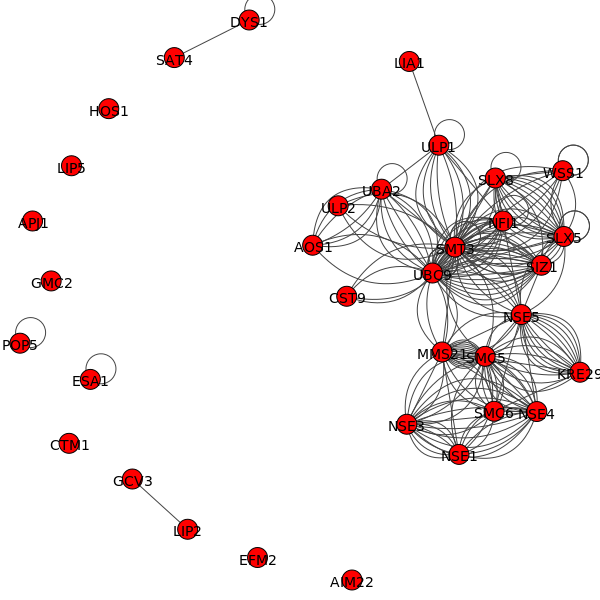 DYS1
SAT4
LIA1
HOS1
ULP1
LIP5
SLX8
WSS1
UBA2
ULP2
API1
NFI1
SLX5
AOS1
SMT3
SIZ1
UBC9
GMC2
CST9
NSE5
POP5
MMS21
SMC5
ESA1
KRE29
SMC6
NSE4
NSE3
CTM1
NSE1
GCV3
LIP2
EFM2
AIM22